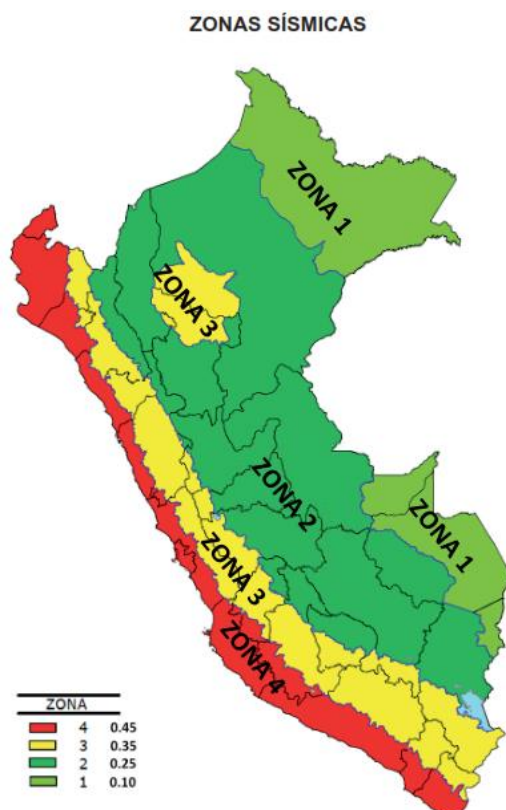 ZONAS SÍSMICAS
ZONA 1
ZONA 3
ZONA 2
ZONA 1
ZONA 3
ZONA 4
ZONA
4 0.45
3 0.35
2 0.25
1 0.10